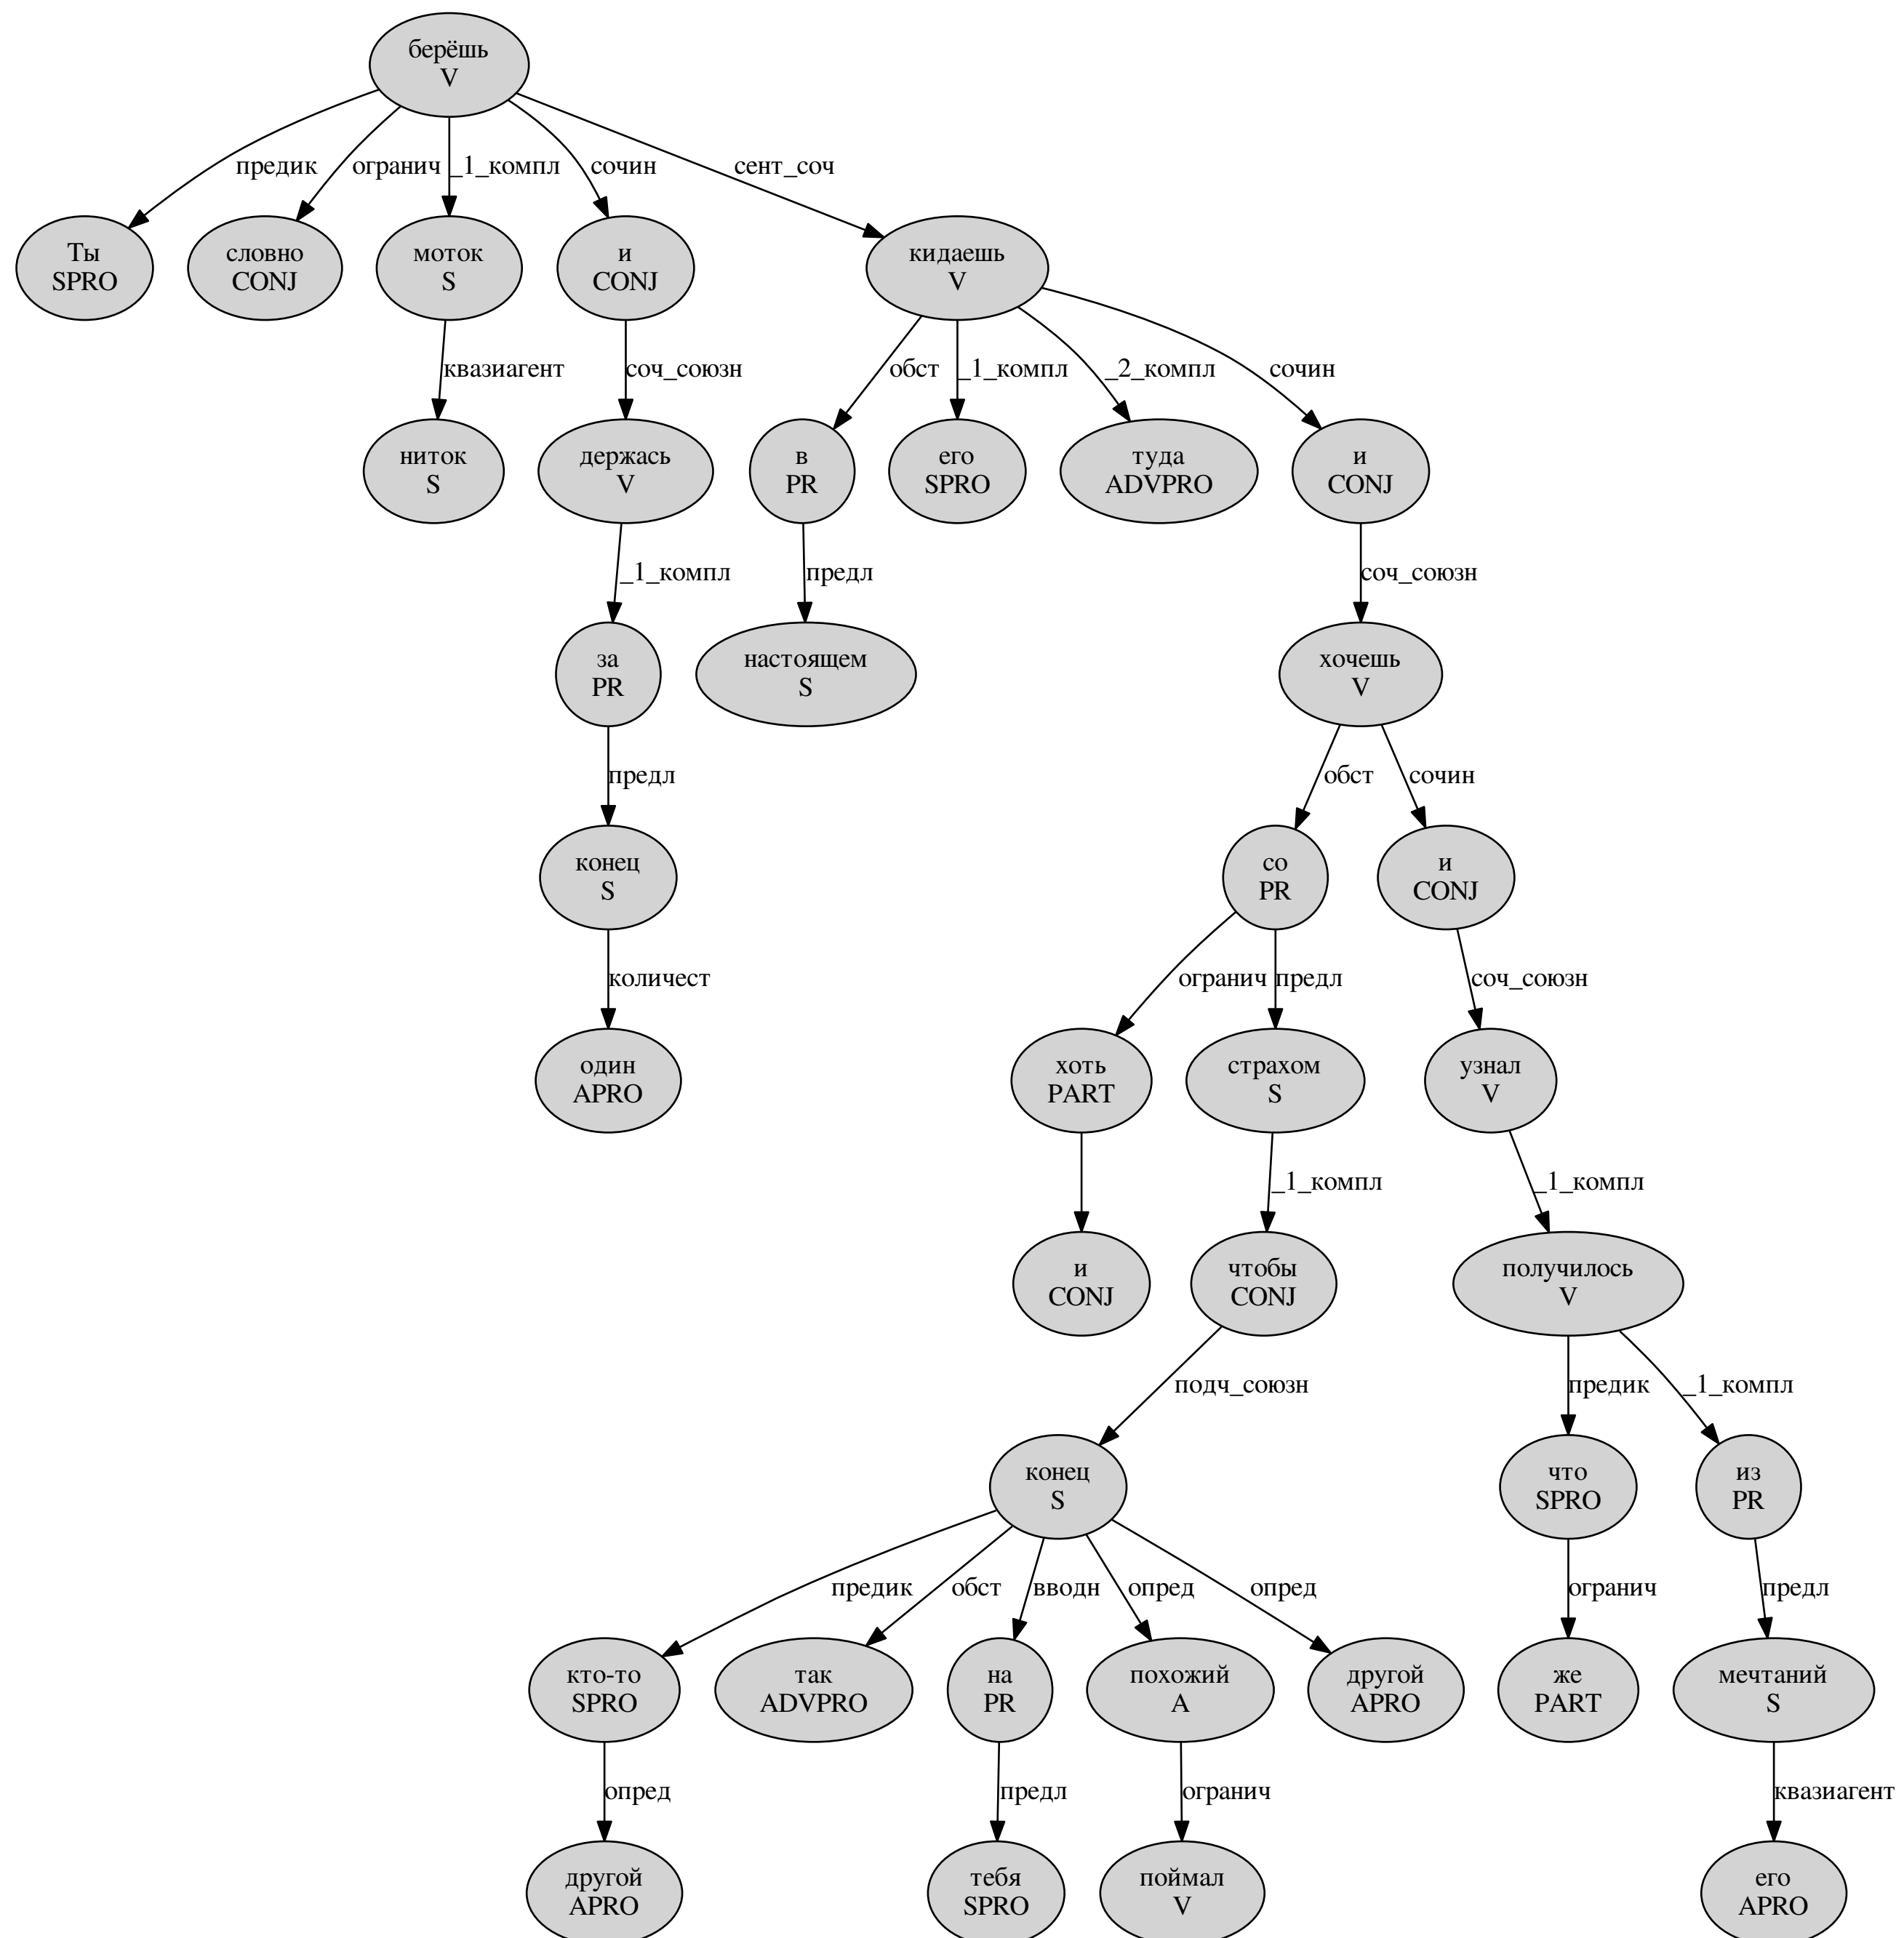 берёшь
V
предик
огранич
_1_компл
сочин
сент_соч
Ты
SPRO
словно
CONJ
моток
S
и
CONJ
кидаешь
V
квазиагент
соч_союзн
обст
_1_компл
_2_компл
сочин
ниток
S
держась
V
в
PR
его
SPRO
туда
ADVPRO
и
CONJ
_1_компл
предл
соч_союзн
за
PR
настоящем
S
хочешь
V
предл
обст
сочин
конец
S
со
PR
и
CONJ
количест
огранич
предл
соч_союзн
один
APRO
хоть
PART
страхом
S
узнал
V
_1_компл
_1_компл
и
CONJ
чтобы
CONJ
получилось
V
подч_союзн
предик
_1_компл
конец
S
что
SPRO
из
PR
предик
обст
вводн
опред
опред
огранич
предл
кто-то
SPRO
так
ADVPRO
на
PR
похожий
A
другой
APRO
же
PART
мечтаний
S
опред
предл
огранич
квазиагент
другой
APRO
тебя
SPRO
поймал
V
его
APRO